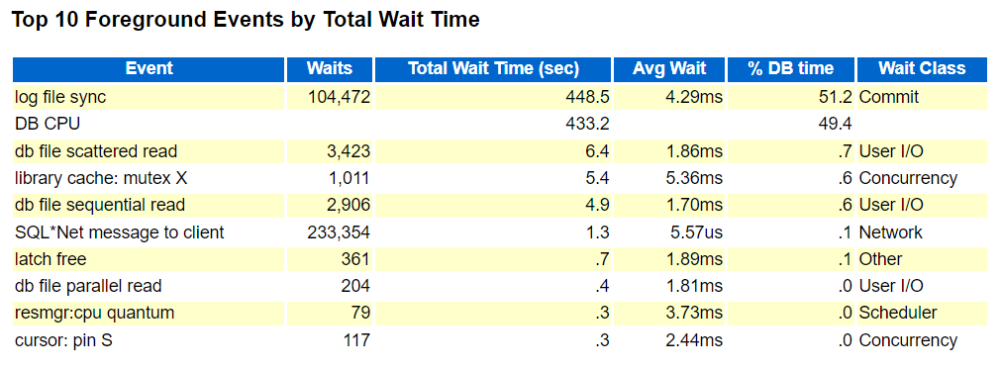 Top 10 Foreground Events by Total Wait Time
Event Waits Total Wait Time (sec) Avg Wait % DB time Wait Class
log file sync 104,472 448.5 4.29ms 51.2 Commit
DB CPU 433.2 49.4
db file scattered read 3,423 6.4 1.86ms .7 User I/O
library cache: mutex X 1,011 5.4 5.36ms .6 Concurrency
db file sequential read 2,906 4.9 1.70ms .6 User I/O
SQL*Net message to client 233,354 1.3 5.57us .1 Network
latch free 361 .7 1.89ms .1 Other
db file parallel read 204 .4 1.81ms .0 User I/O
resmgr:cpu quantum 79 .3 3.73ms .0 Scheduler
cursor: pin S 117 .3 2.44ms .0 Concurrency